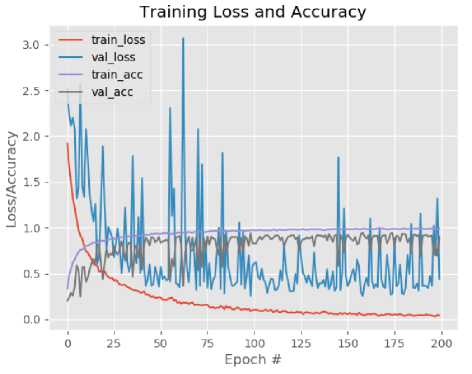 Training Loss and Accuracy
3.0
2.5
2.0
1.5
1.0
0.5
0.0
Loss/Accuracy
train_loss
val_loss
train_acc
val_acc
0 25 50 75 100 125 150 175 200
Epoch #